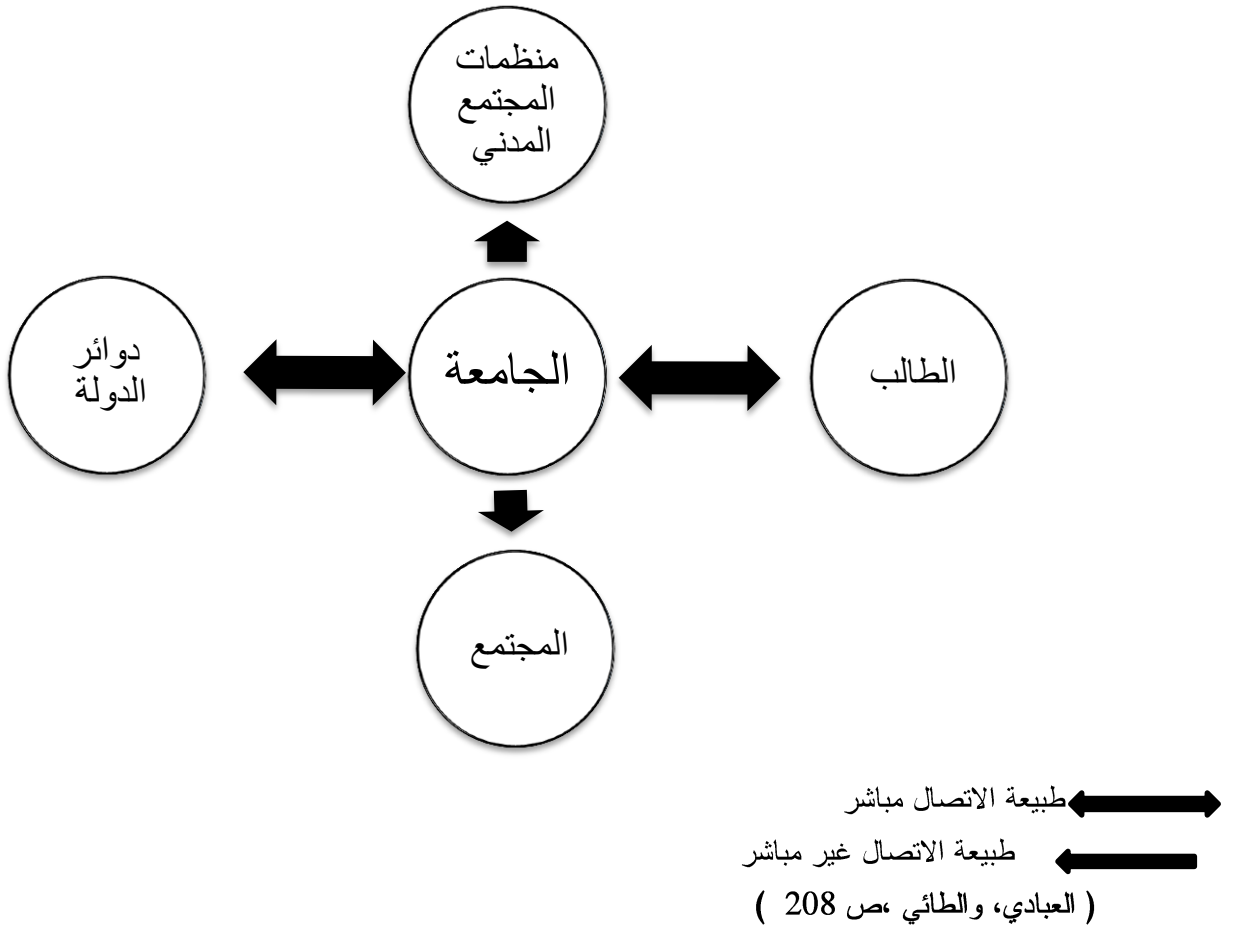 منظمات
المجتمع
المدني
الطالب
الجامعة
دوائر
الدولة
المجتمع
طبيعة الاتصال مباشر
طبيعة الاتصال غير مباشر
( العبادي، والطائي ،ص 208 )